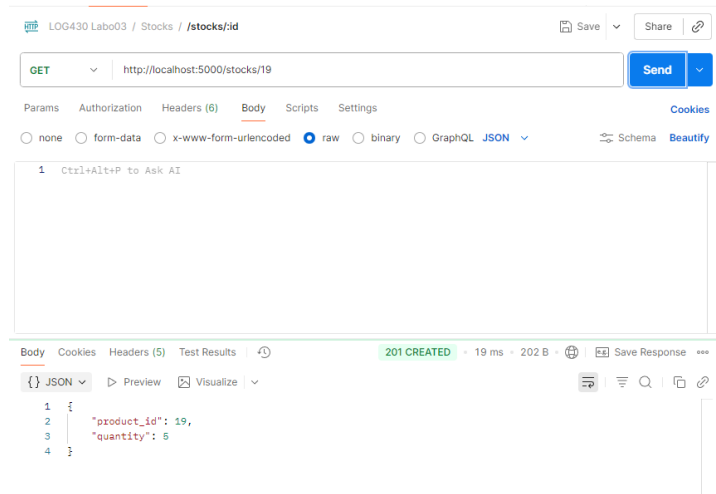 HTTP LOG430 Labo03 / Stocks / /stocks/:id Save Share
GET http://localhost:5000/stocks/19 Send
Params Authorization Headers (6) Body Scripts Settings Cookies
none form-data x-www-form-urlencoded raw binary GraphQL JSON Schema Beautify
1 Ctrl+Alt+P to Ask AI
Body Cookies Headers (5) Test Results 201 CREATED 19 ms 202 B e.g. Save Response
{} JSON Preview Visualize
1 {
2 "product_id": 19,
3 "quantity": 5
4 }